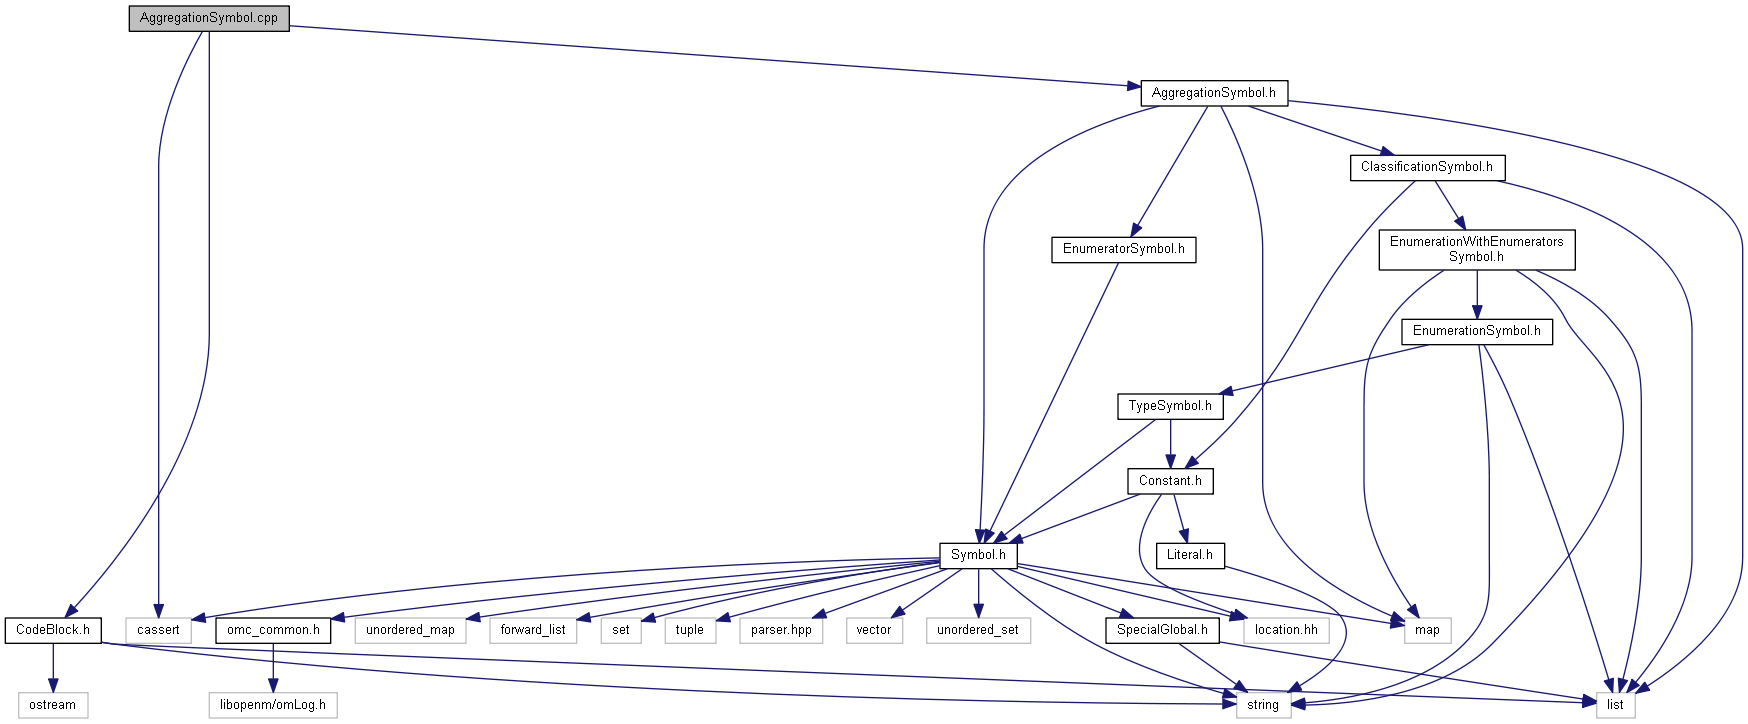 AggregationSymbol.cpp
AggregationSymbol.h
ClassificationSymbol.h
EnumeratorSymbol.h
EnumerationWithEnumerators
Symbol.h
EnumerationSymbol.h
TypeSymbol.h
Constant.h
Symbol.h
Literal.h
CodeBlock.h
cassert
omc_common.h
unordered_map
forward_list
set
tuple
parser.hpp
vector
unordered_set
SpecialGlobal.h
location.hh
map
ostream
libopenm/omLog.h
string
list